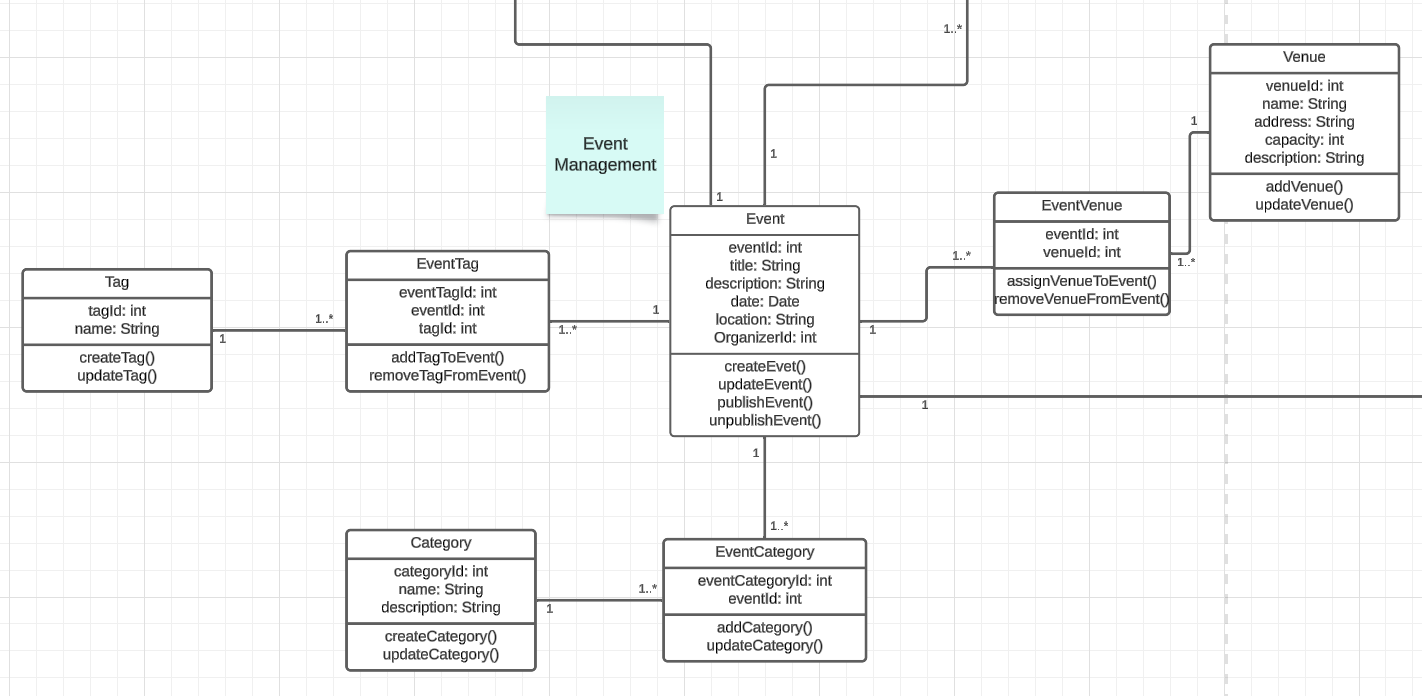 1..*
Venue
venueId: int
name: String
address: String
capacity: int
description: String
addVenue()
updateVenue()
1
1..*
Event
Management
1
1
EventVenue
eventId: int
venueId: int
assignVenueToEvent()
removeVenueFromEvent()
1..*
1
Event
eventId: int
title: String
description: String
date: Date
location: String
OrganizerId: int
createEvet()
updateEvent()
publishEvent()
unpublishEvent()
1
1
EventTag
eventTagId: int
eventId: int
tagId: int
addTagToEvent()
removeTagFromEvent()
1..*
1..*
Tag
tagId: int
name: String
createTag()
updateTag()
1
1
1..*
EventCategory
eventCategoryId: int
eventId: int
addCategory()
updateCategory()
1..*
1
Category
categoryId: int
name: String
description: String
createCategory()
updateCategory()